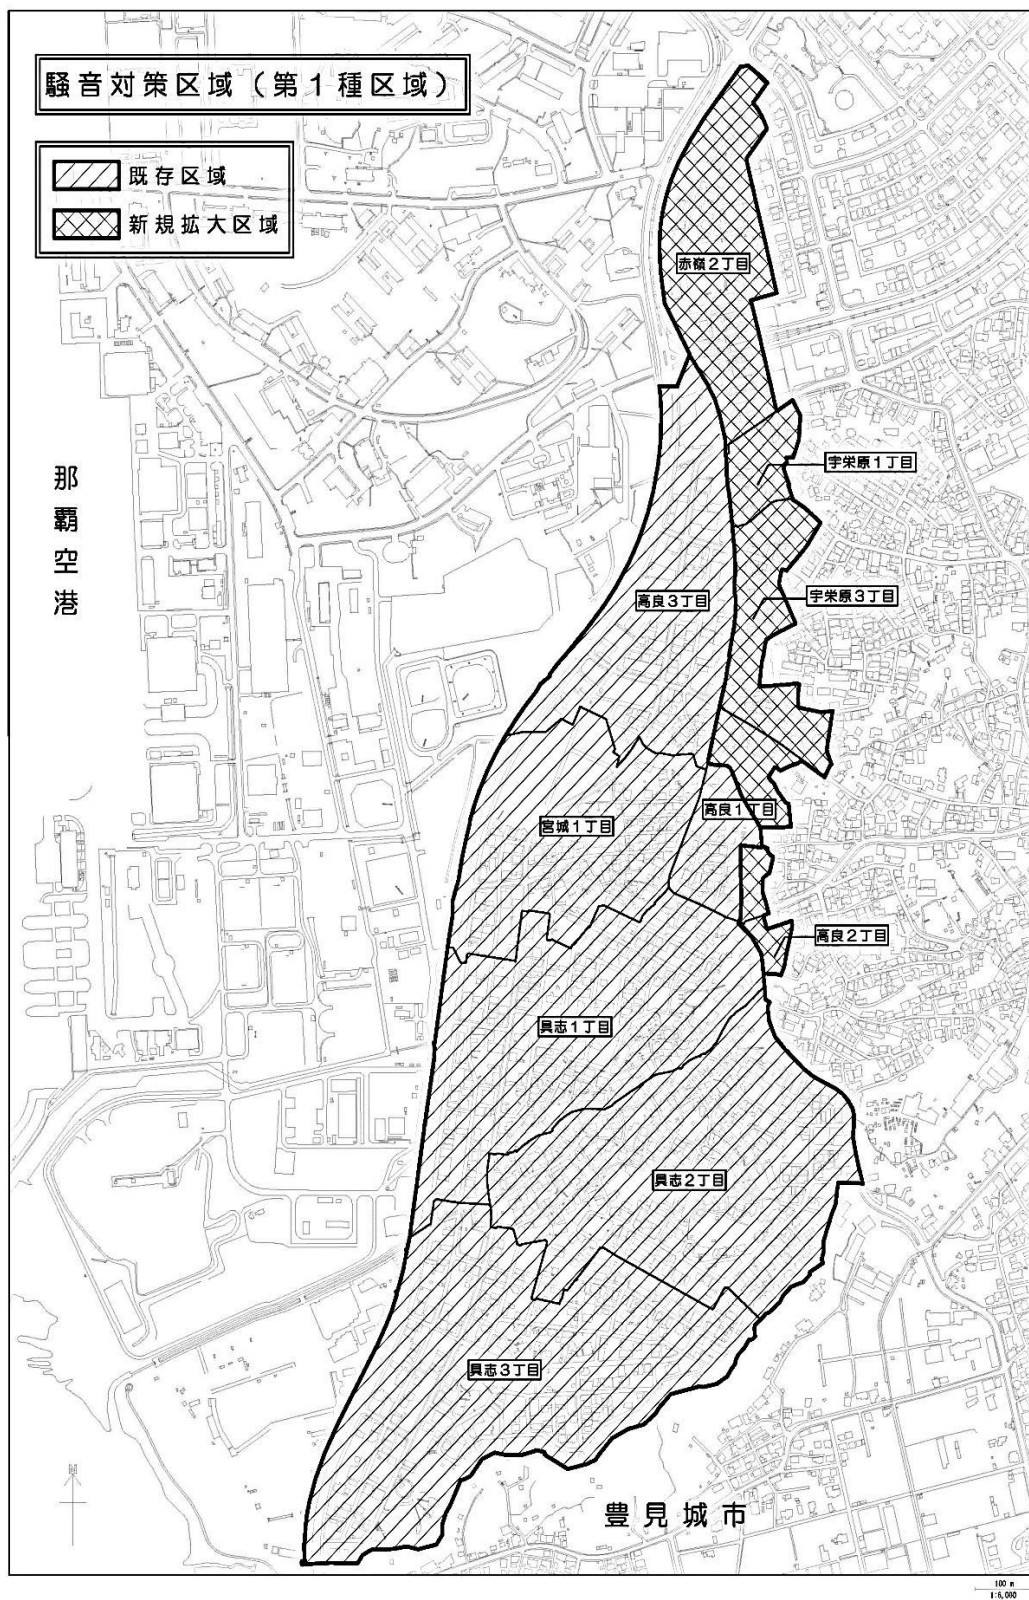 騒音対策区域（第１種区域）
既存区域
新規拡大区域
赤嶺２丁目
宇栄原１丁目
那覇空港
宇栄原３丁目
高良３丁目
高良１丁目
宮城１丁目
高良２丁目
具志１丁目
具志２丁目
具志３丁目
N
豊見城市
100 m
1:6,000